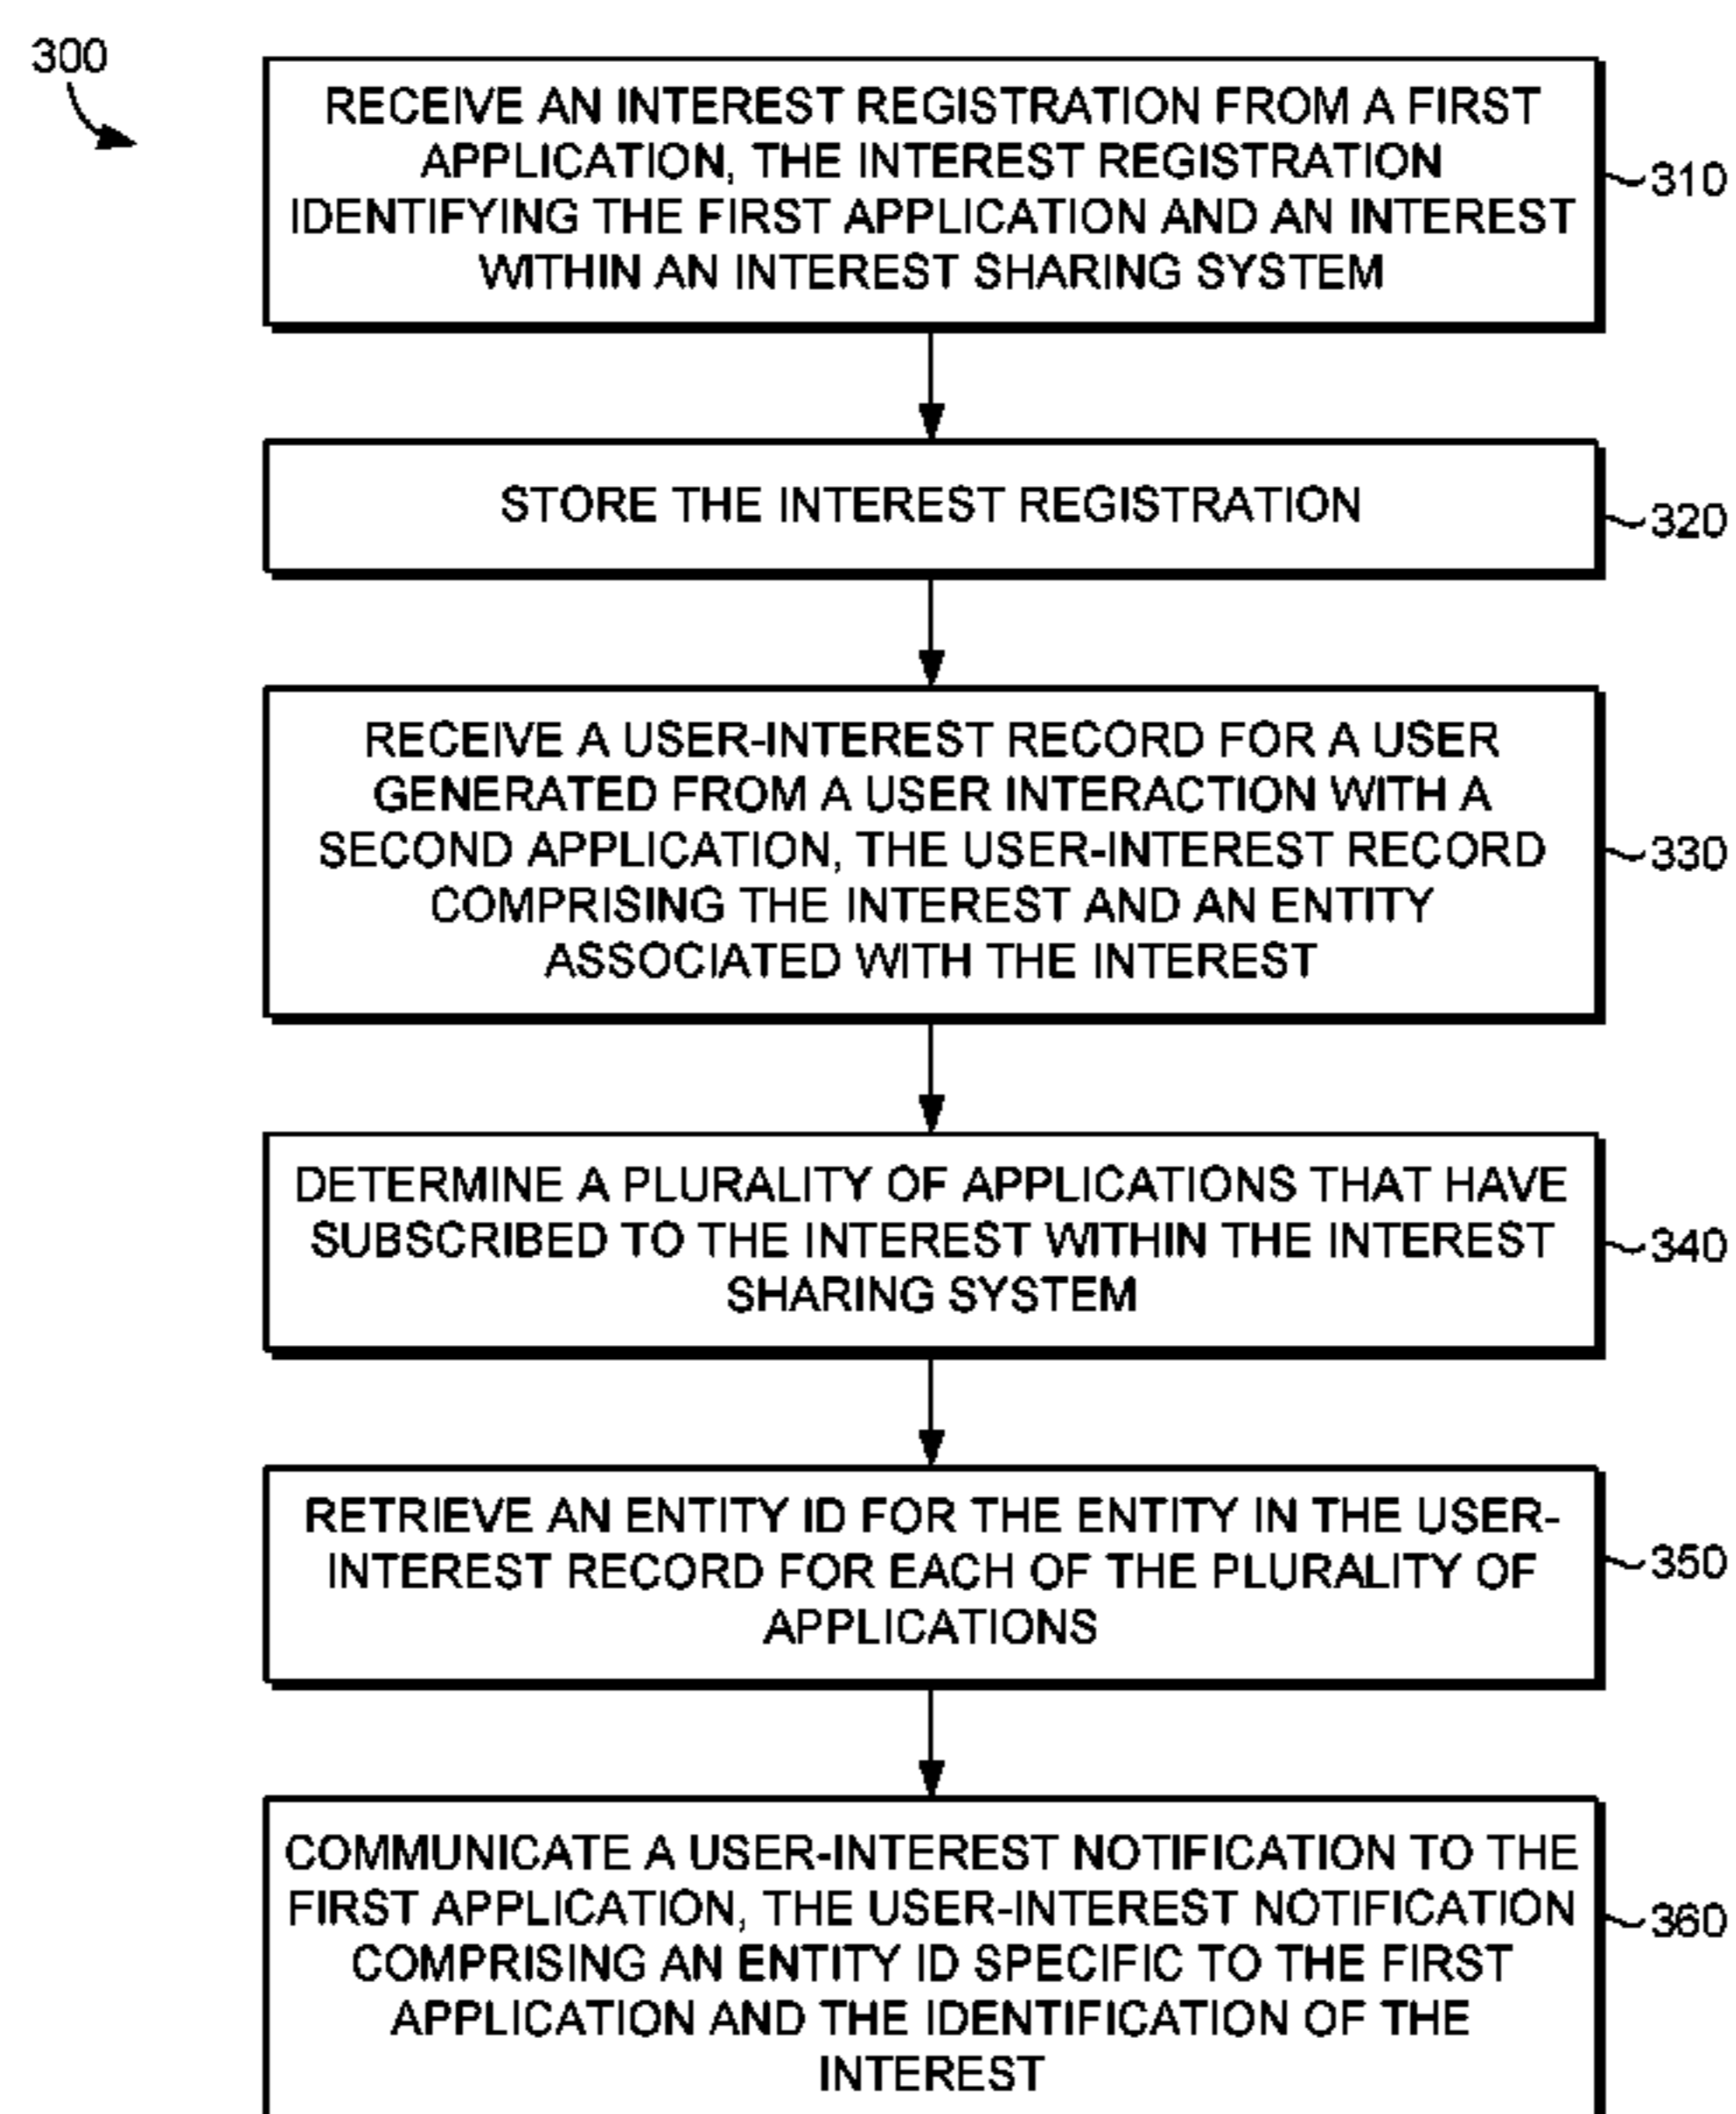 300
RECEIVE AN INTEREST REGISTRATION FROM A FIRST
APPLICATION, THE INTEREST REGISTRATION
IDENTIFYING THE FIRST APPLICATION AND AN INTEREST
WITHIN AN INTEREST SHARING SYSTEM
310
STORE THE INTEREST REGISTRATION
320
RECEIVE A USER-INTEREST RECORD FOR A USER
GENERATED FROM A USER INTERACTION WITH A
SECOND APPLICATION, THE USER-INTEREST RECORD
COMPRISING THE INTEREST AND AN ENTITY
ASSOCIATED WITH THE INTEREST
330
DETERMINE A PLURALITY OF APPLICATIONS THAT HAVE
SUBSCRIBED TO THE INTEREST WITHIN THE INTEREST
SHARING SYSTEM
340
RETRIEVE AN ENTITY ID FOR THE ENTITY IN THE USER-
INTEREST RECORD FOR EACH OF THE PLURALITY OF
APPLICATIONS
350
COMMUNICATE A USER-INTEREST NOTIFICATION TO THE
FIRST APPLICATION, THE USER-INTEREST NOTIFICATION
COMPRISING AN ENTITY ID SPECIFIC TO THE FIRST
APPLICATION AND THE IDENTIFICATION OF THE
INTEREST
360